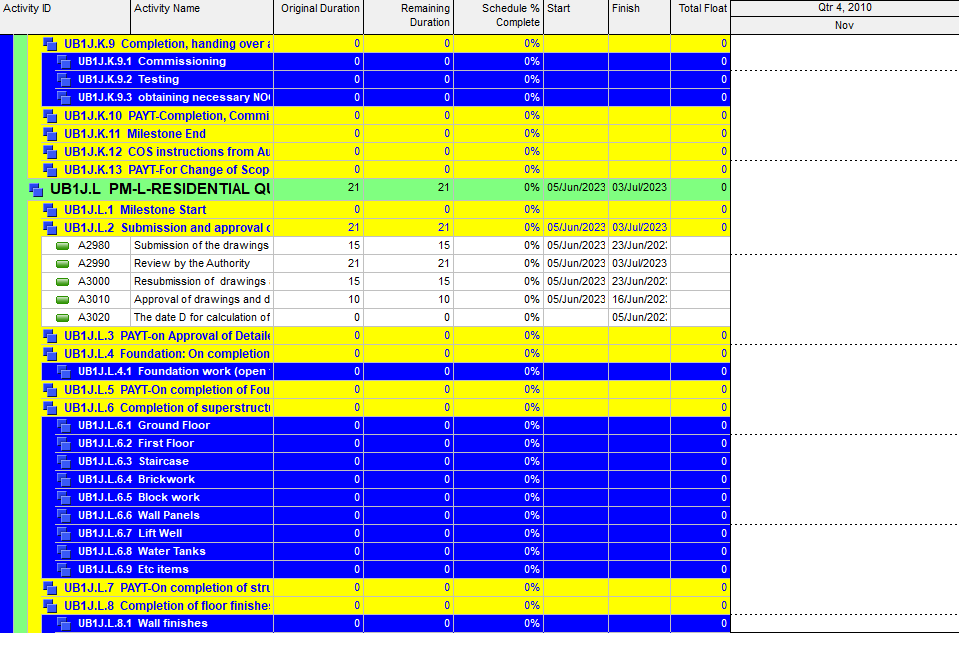 Activity ID Activity Name Original Duration Remaining Duration Schedule % Complete Start Finish Total Float Qtr 4, 2010
Nov
UB1J.K.9 Completion, handing over a 0 0 0% 0
UB1J.K.9.1 Commissioning 0 0 0% 0
UB1J.K.9.2 Testing 0 0 0% 0
UB1J.K.9.3 obtaining necessary NO 0 0 0% 0
UB1J.K.10 PAYT-Completion, Commi 0 0 0% 0
UB1J.K.11 Milestone End 0 0 0% 0
UB1J.K.12 COS instructions from Au 0 0 0% 0
UB1J.K.13 PAYT-For Change of Scop 0 0 0% 0
UB1J.L PM-L-RESIDENTIAL QU 21 21 0% 05/Jun/2023 03/Jul/2023 0
UB1J.L.1 Milestone Start 0 0 0% 0
UB1J.L.2 Submission and approval o 21 21 0% 05/Jun/2023 03/Jul/2023 0
A2980 Submission of the drawings 15 15 0% 05/Jun/2023 23/Jun/202
A2990 Review by the Authority 21 21 0% 05/Jun/2023 03/Jul/2023
A3000 Resubmission of drawings 15 15 0% 05/Jun/2023 23/Jun/202
A3010 Approval of drawings and d 10 10 0% 05/Jun/2023 16/Jun/202
A3020 The date D for calculation of 0 0 0% 05/Jun/202
UB1J.L.3 PAYT-on Approval of Detaile 0 0 0% 0
UB1J.L.4 Foundation: On completion 0 0 0% 0
UB1J.L.4.1 Foundation work (open 0 0 0% 0
UB1J.L.5 PAYT-On completion of Fou 0 0 0% 0
UB1J.L.6 Completion of superstructu 0 0 0% 0
UB1J.L.6.1 Ground Floor 0 0 0% 0
UB1J.L.6.2 First Floor 0 0 0% 0
UB1J.L.6.3 Staircase 0 0 0% 0
UB1J.L.6.4 Brickwork 0 0 0% 0
UB1J.L.6.5 Block work 0 0 0% 0
UB1J.L.6.6 Wall Panels 0 0 0% 0
UB1J.L.6.7 Lift Well 0 0 0% 0
UB1J.L.6.8 Water Tanks 0 0 0% 0
UB1J.L.6.9 Etc items 0 0 0% 0
UB1J.L.7 PAYT-On completion of stru 0 0 0% 0
UB1J.L.8 Completion of floor finishes 0 0 0% 0
UB1J.L.8.1 Wall finishes 0 0 0% 0